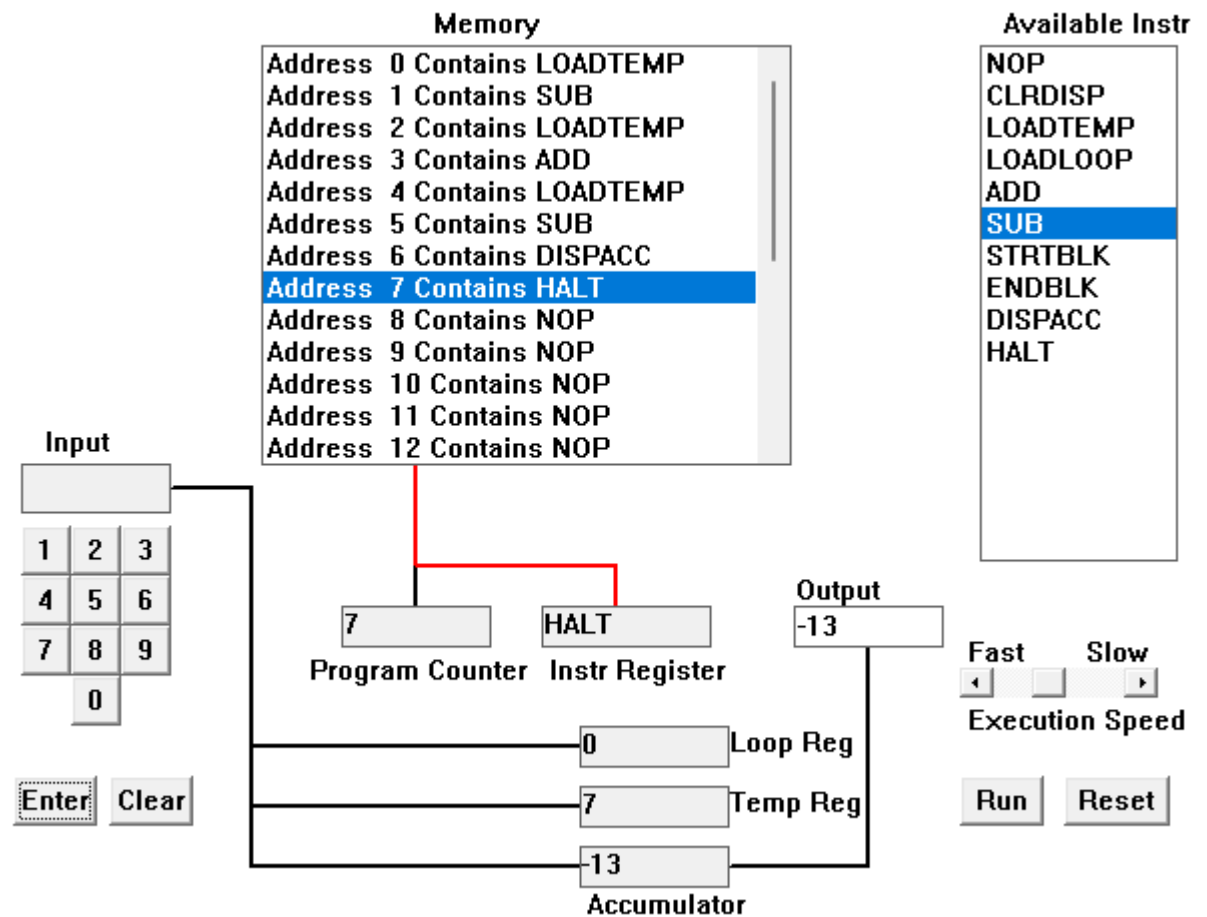 Memory
Address 0 Contains LOADTEMP
Address 1 Contains SUB
Address 2 Contains LOADTEMP
Address 3 Contains ADD
Address 4 Contains LOADTEMP
Address 5 Contains SUB
Address 6 Contains DISPACC
Address 7 Contains HALT
Address 8 Contains NOP
Address 9 Contains NOP
Address 10 Contains NOP
Address 11 Contains NOP
Address 12 Contains NOP
Available Instr
NOP
CLRDISP
LOADTEMP
LOADLOOP
ADD
SUB
STRTBLK
ENDBLK
DISPACC
HALT
Input
1 2 3
4 5 6
7 8 9
0
Enter Clear
7
Program Counter
HALT
Instr Register
Output
-13
Fast Slow
Execution Speed
Run Reset
0 Loop Reg
7 Temp Reg
-13
Accumulator